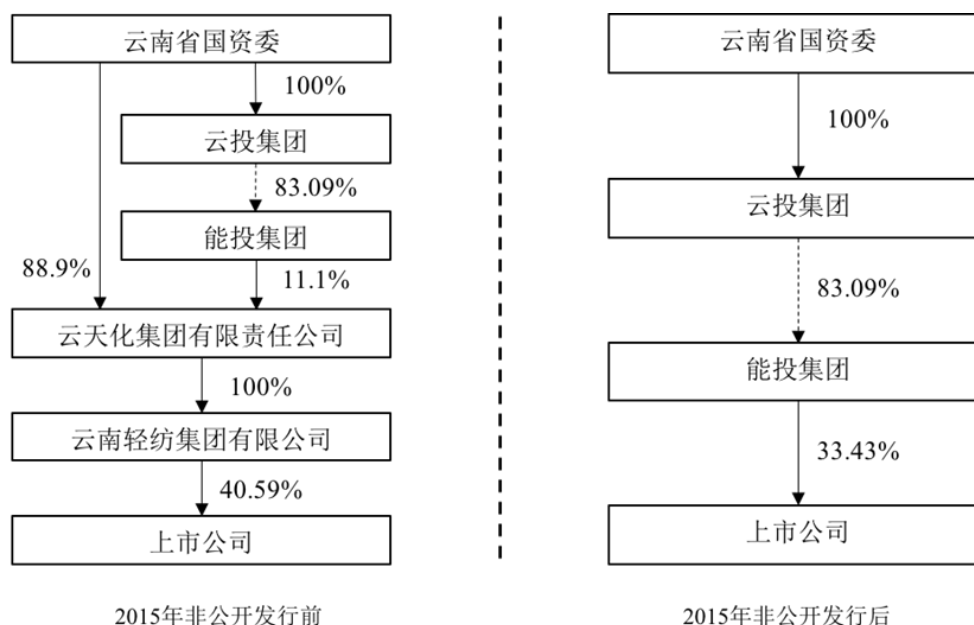 云南省国资委
100%
云投集团
83.09%
能投集团
88.9%
11.1%
云天化集团有限责任公司
100%
云南轻纺集团有限公司
40.59%
上市公司
2015年非公开发行前
云南省国资委
100%
云投集团
83.09%
能投集团
33.43%
上市公司
2015年非公开发行后